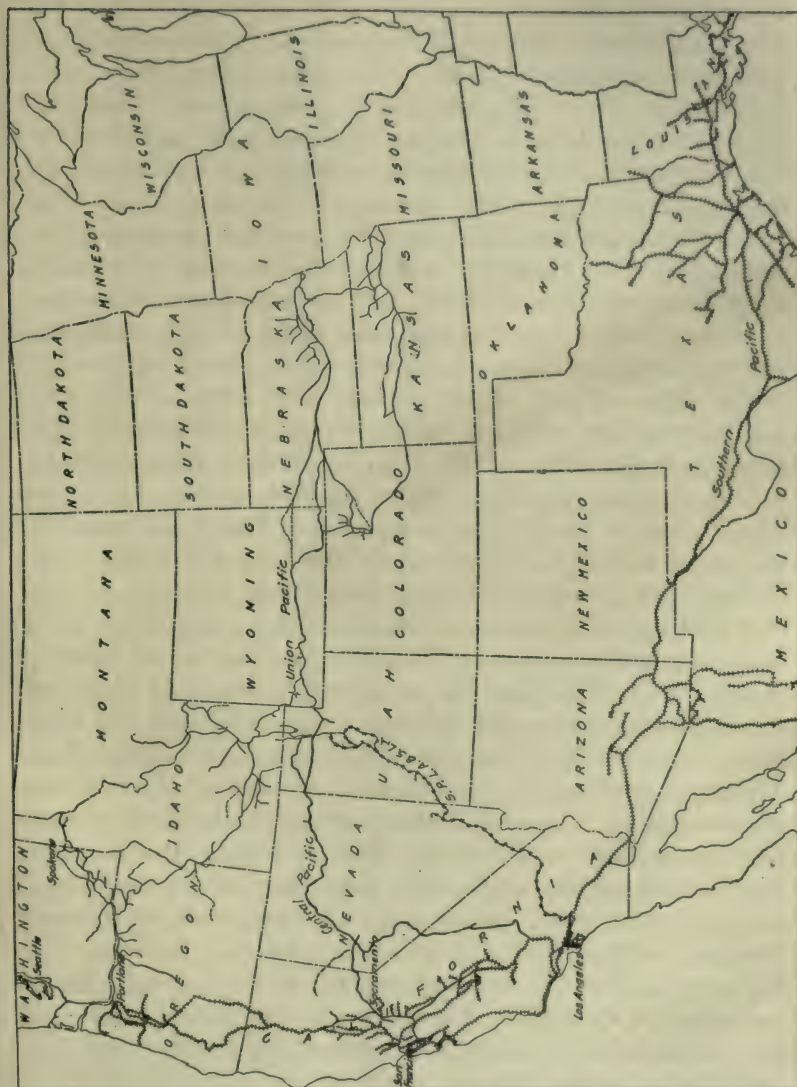 WASHINGTON
Seattle
Spokane
Portland
OREGON
IDAHO
MONTANA
NORTH DAKOTA
MINNESOTA
SOUTH DAKOTA
WISCONSIN
WYOMING
Union Pacific
NEBRASKA
IOWA
ILLINOIS
Central Pacific
NEVADA
UTAH
S.P.L.A.& S.L.
COLORADO
KANSAS
MISSOURI
Sacramento
San Francisco
Los Angeles
ARIZONA
NEW MEXICO
OKLAHOMA
ARKANSAS
TEXAS
LOUISIANA
Southern Pacific
MEXICO